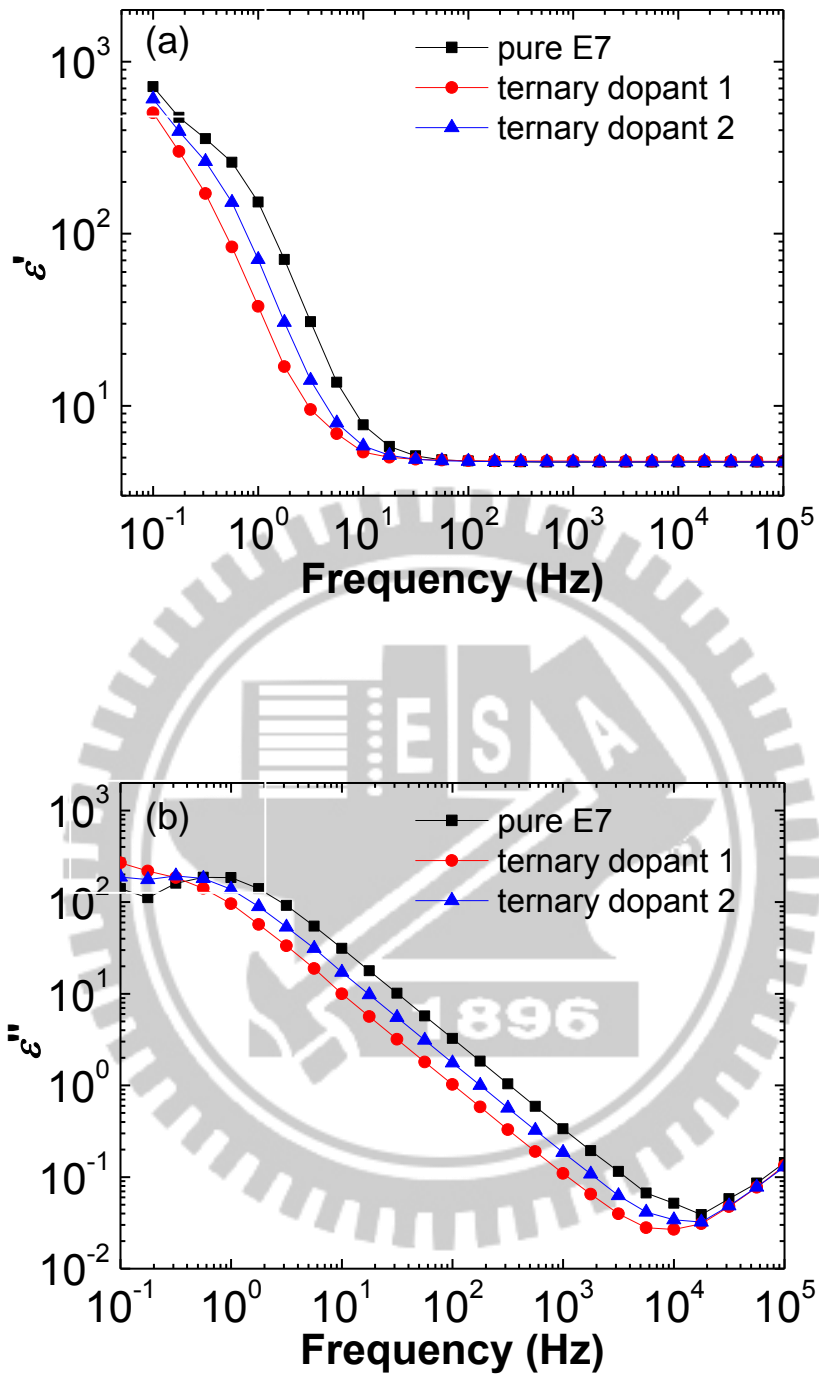 (a)
pure E7
ternary dopant 1
ternary dopant 2
10³
10²
10¹
ε'
10⁻¹ 10⁰ 10¹ 10² 10³ 10⁴ 10⁵
Frequency (Hz)
E S A
(b)
pure E7
ternary dopant 1
ternary dopant 2
10³
10²
10¹
10⁰
10⁻¹
10⁻²
ε"
1896
10⁻¹ 10⁰ 10¹ 10² 10³ 10⁴ 10⁵
Frequency (Hz)